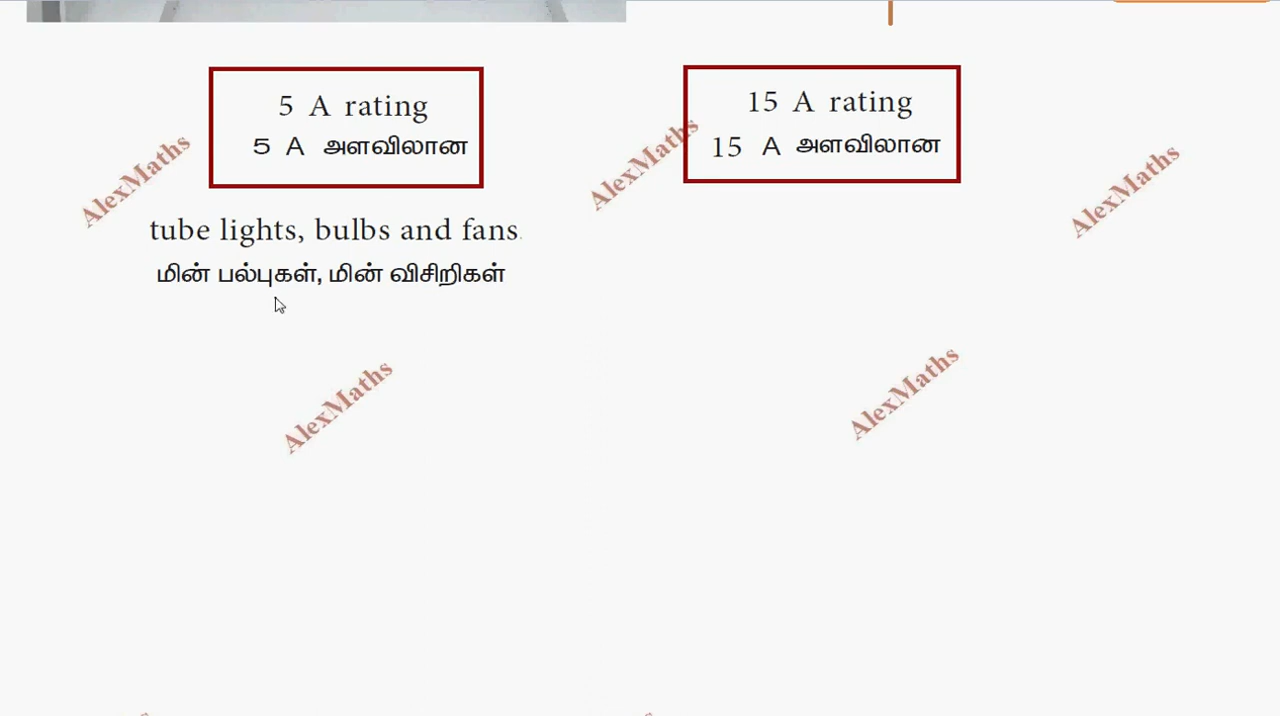 5 A rating
5 A அளவிலான
15 A rating
15 A அளவிலான
tube lights, bulbs and fans.
மின் பல்புகள், மின் விசிறிகள்
AlexMaths
AlexMaths
AlexMaths
AlexMaths
AlexMaths